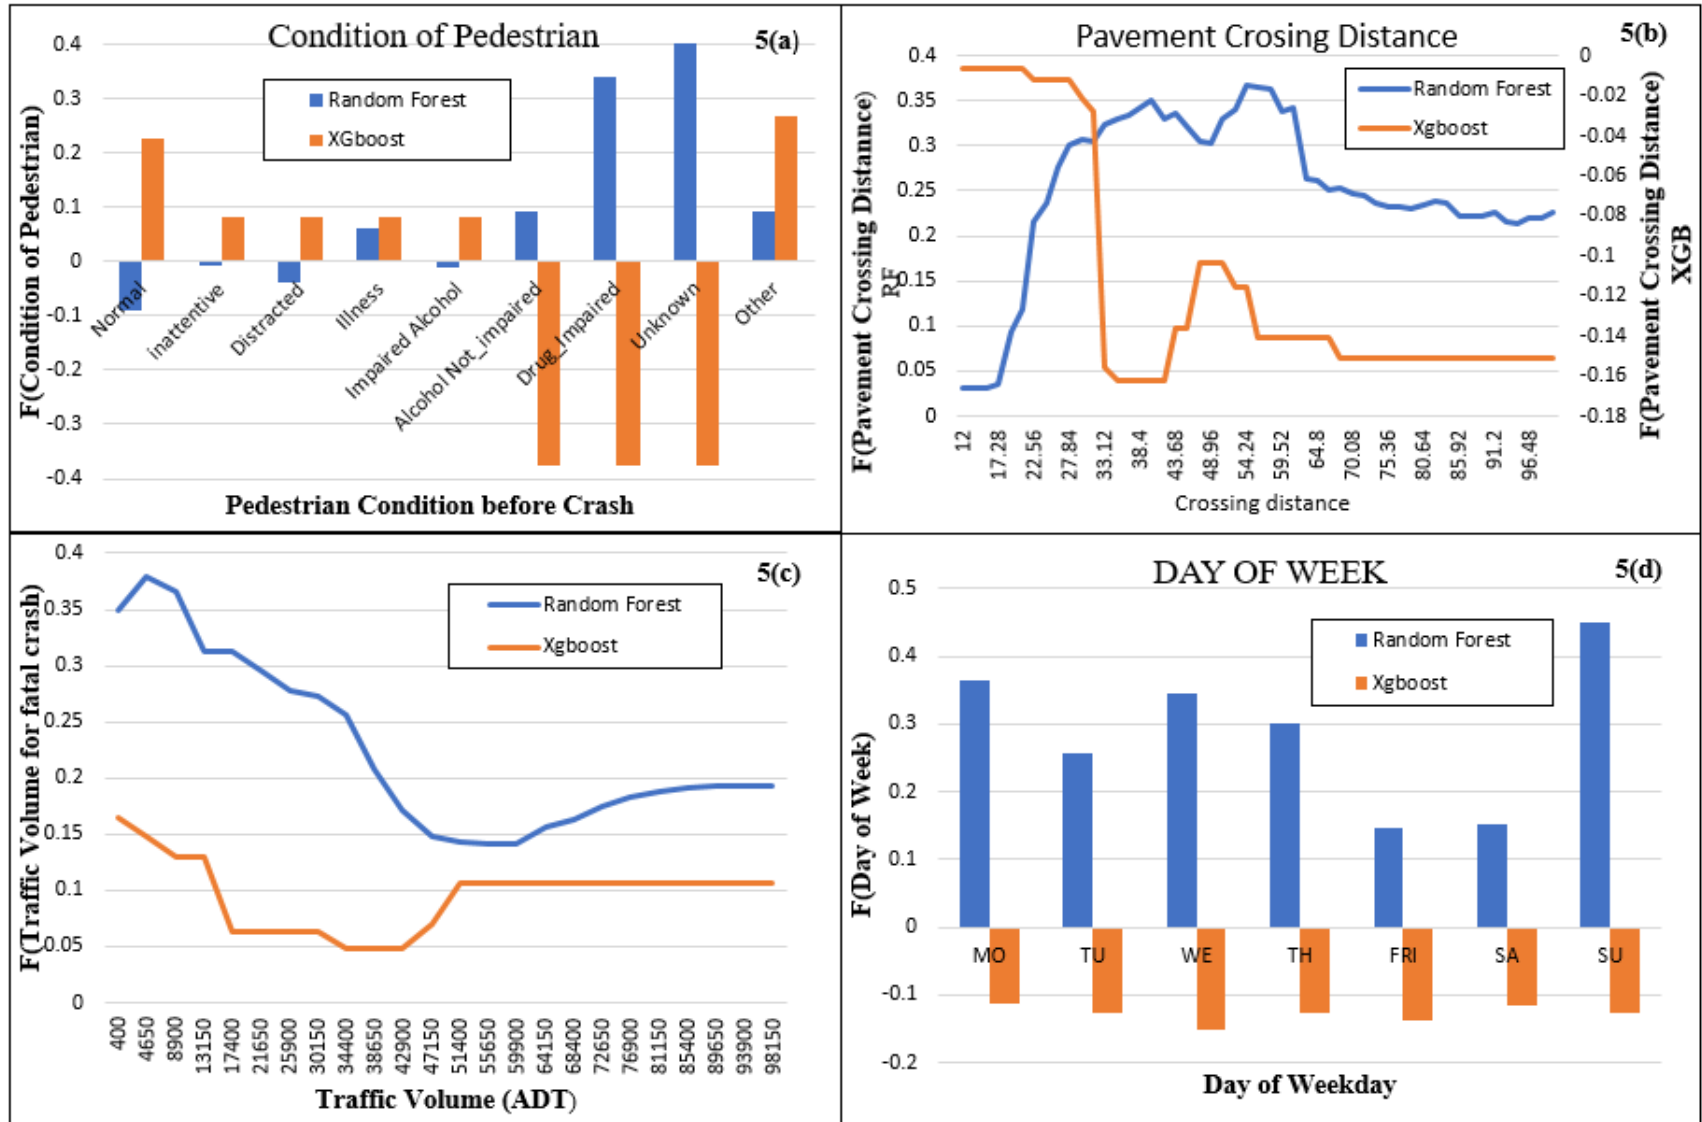 Condition of Pedestrian
5(a)
Random Forest
XGboost
F(Condition of Pedestrian)
0.4
0.3
0.2
0.1
0
-0.1
-0.2
-0.3
-0.4
Normal
inattentive
Distracted
Illness
Impaired Alcohol
Alcohol Not_impaired
Drug_Impaired
Unknown
Other
Pedestrian Condition before Crash
Pavement Crosing Distance
5(b)
Random Forest
Xgboost
F(Pavement Crossing Distance)
RF
0.4
0.35
0.3
0.25
0.2
0.15
0.1
0.05
0
0
-0.02
-0.04
-0.06
-0.08
-0.1
-0.12
-0.14
-0.16
-0.18
F(Pavement Crossing Distance)
XGB
12
17.28
22.56
27.84
33.12
38.4
43.68
48.96
54.24
59.52
64.8
70.08
75.36
80.64
85.92
91.2
96.48
Crossing distance
5(c)
Random Forest
Xgboost
F(Traffic Volume for fatal crash)
0.4
0.35
0.3
0.25
0.2
0.15
0.1
0.05
0
400
4650
8900
13150
17400
21650
25900
30150
34400
38650
42900
47150
51400
55650
59900
64150
68400
72650
76900
81150
85400
89650
93900
98150
Traffic Volume (ADT)
DAY OF WEEK
5(d)
Random Forest
Xgboost
F(Day of Week)
0.5
0.4
0.3
0.2
0.1
0
-0.1
-0.2
MO
TU
WE
TH
FRI
SA
SU
Day of Weekday